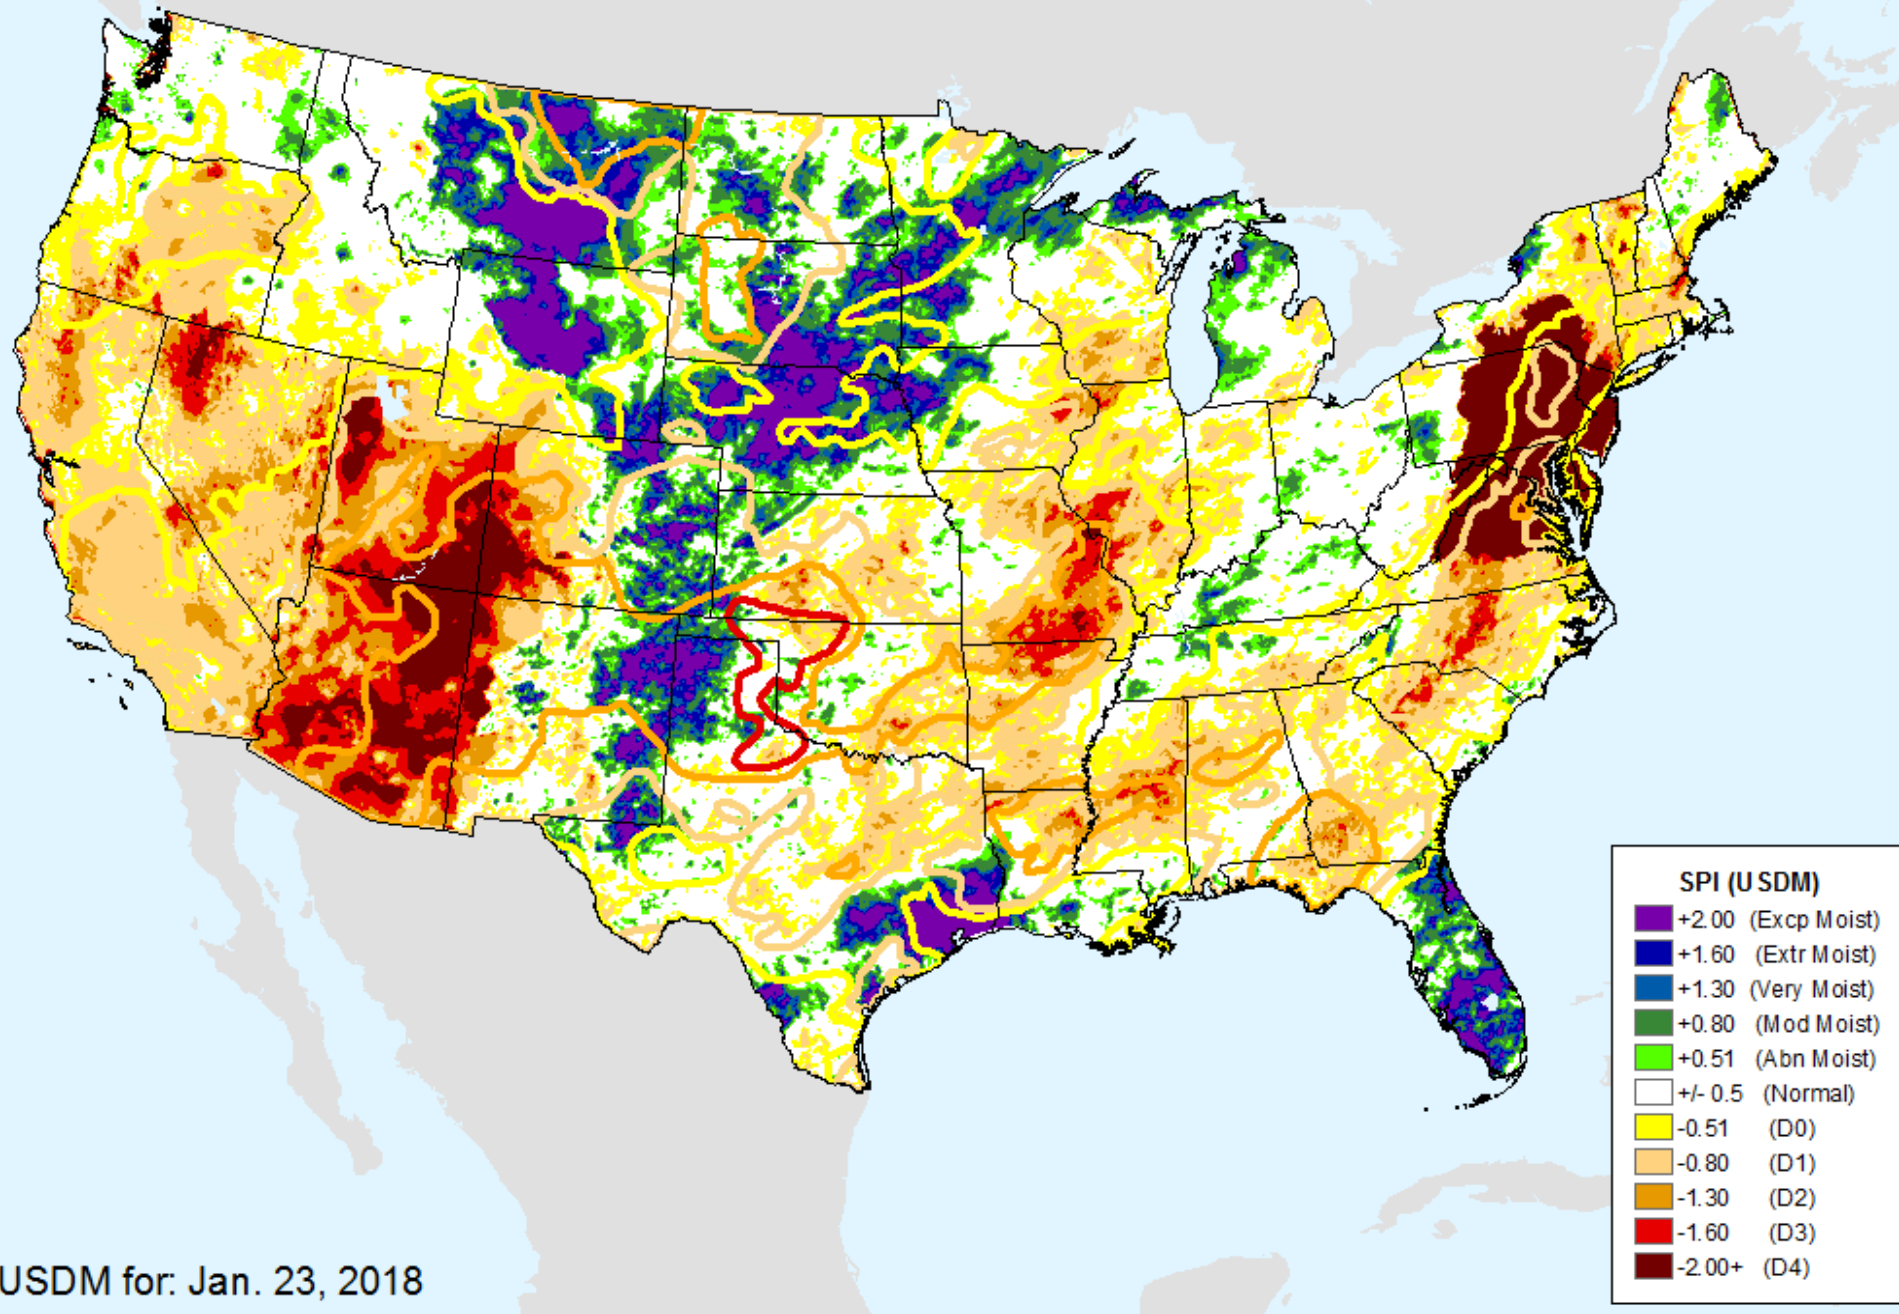 SPI (USDM)
+2.00 (Excp Moist)
+1.60 (Extr Moist)
+1.30 (Very Moist)
+0.80 (Mod Moist)
+0.51 (Abn Moist)
+/- 0.5 (Normal)
-0.51 (D0)
-0.80 (D1)
-1.30 (D2)
-1.60 (D3)
-2.00+ (D4)
USDM for: Jan. 23, 2018